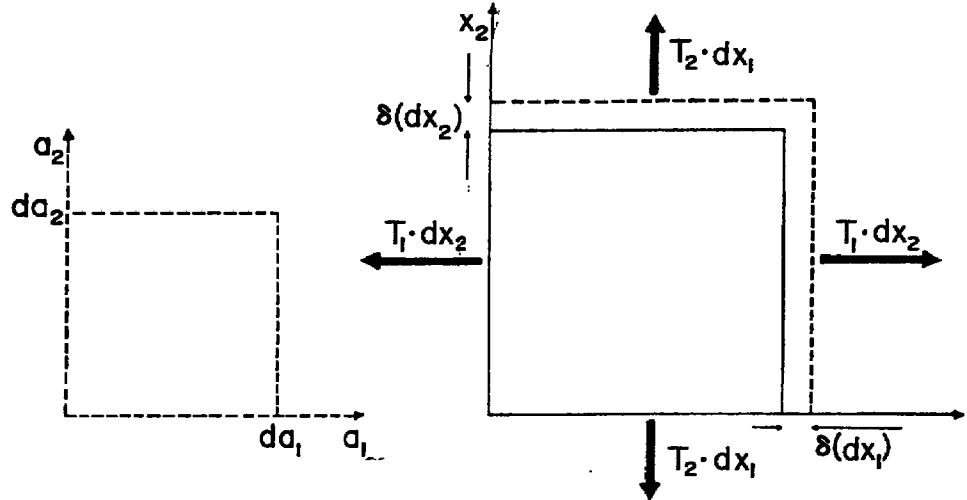 x₂
T₂·dx₁
δ(dx₂)
a₂
da₂
T₁·dx₂
T₁·dx₂
da₁
a₁
T₂·dx₁
δ(dx₁)